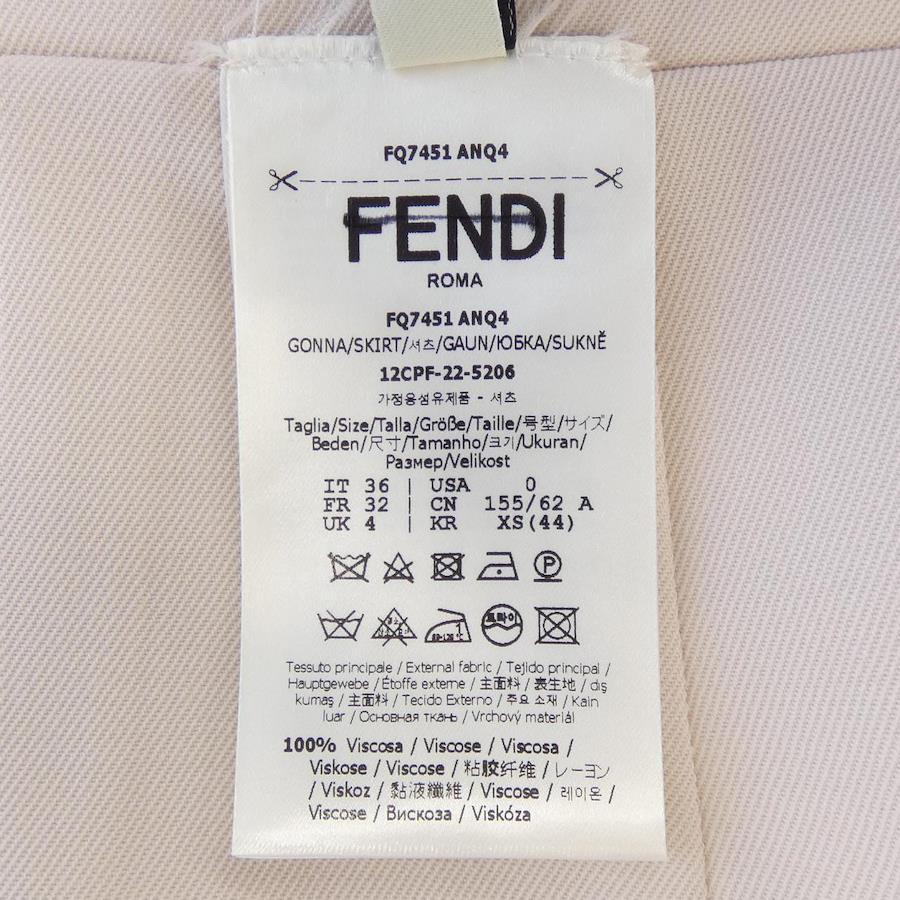 FQ7451 ANQ4
FENDI
ROMA
FQ7451 ANQ4
GONNA/SKIRT/셔츠/GAUN/ЮБКА/SUKNĚ
12CPF-22-5206
가정용섬유제품 - 셔츠
Taglia/Size/Talla/Größe/Taille/号型/サイズ/
Beden/尺寸/Tamanho/크기/Ukuran/
Размер/Velikost
IT 36 | USA 0
FR 32 | CN 155/62 A
UK 4 | KR XS(44)
P
드라이
Tessuto principale / External fabric / Tejido principal /
Hauptgewebe / Étoffe externe / 主面料 / 表生地 / dış
kumaş / 主面料 / Tecido Externo / 주요 소재 / Kain
luar / Основная ткань / Vrchový materiál
100% Viscosa / Viscose / Viscosa /
Viskose / Viscose / 粘胶纤维 / レーヨン
/ Viskoz / 黏液纖維 / Viscose / 레이온 /
Viscose / Вискоза / Viskóza